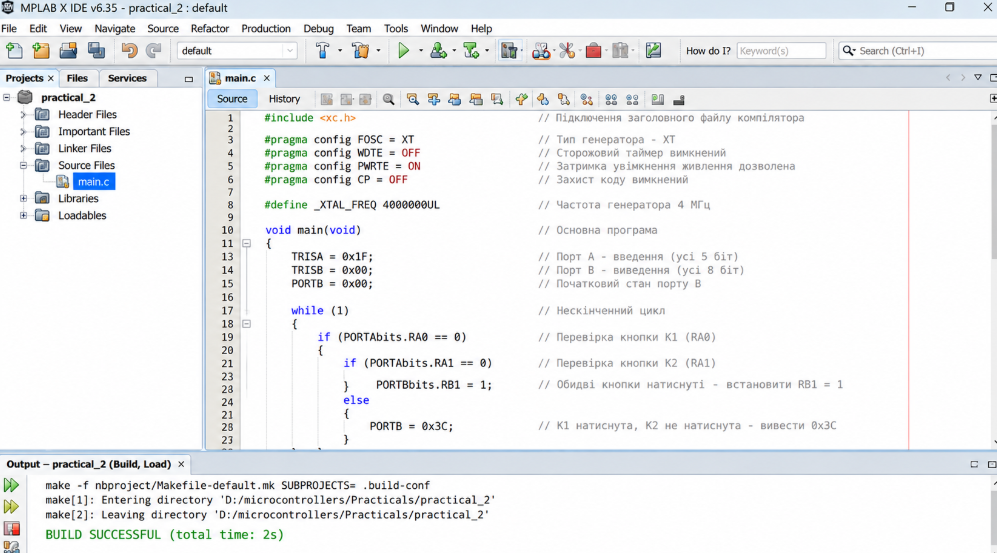 MPLAB X IDE v6.35 - practical_2 : default
File Edit View Navigate Source Refactor Production Debug Team Tools Window Help
default How do I? Keyword(s) Search (Ctrl+I)
Projects × Files Services main.c ×
Source History
practical_2
Header Files
Important Files
Linker Files
Source Files
main.c
Libraries
Loadables
1 #include <xc.h> // Підключення заголовного файлу компілятора
2
3 #pragma config FOSC = XT // Тип генератора - XT
4 #pragma config WDTE = OFF // Сторожовий таймер вимкнений
5 #pragma config PWRTE = ON // Затримка увімкнення живлення дозволена
6 #pragma config CP = OFF // Захист коду вимкнений
7
8 #define _XTAL_FREQ 4000000UL // Частота генератора 4 МГц
9
10 void main(void) // Основна програма
11 {
13 TRISA = 0x1F; // Порт A - введення (усі 5 біт)
14 TRISB = 0x00; // Порт B - виведення (усі 8 біт)
15 PORTB = 0x00; // Початковий стан порту B
16
17 while (1) // Нескінченний цикл
18 {
19 if (PORTAbits.RA0 == 0) // Перевірка кнопки K1 (RA0)
20 {
21 if (PORTAbits.RA1 == 0) // Перевірка кнопки K2 (RA1)
23
28 } PORTBbits.RB1 = 1; // Обидві кнопки натиснуті - встановити RB1 = 1
24 else
21 {
28 PORTB = 0x3C; // K1 натиснута, K2 не натиснута - вивести 0x3C
23 }
Output – practical_2 (Build, Load) ×
make -f nbproject/Makefile-default.mk SUBPROJECTS= .build-conf
make[1]: Entering directory 'D:/microcontrollers/Practicals/practical_2'
make[2]: Leaving directory 'D:/microcontrollers/Practicals/practical_2'
BUILD SUCCESSFUL (total time: 2s)